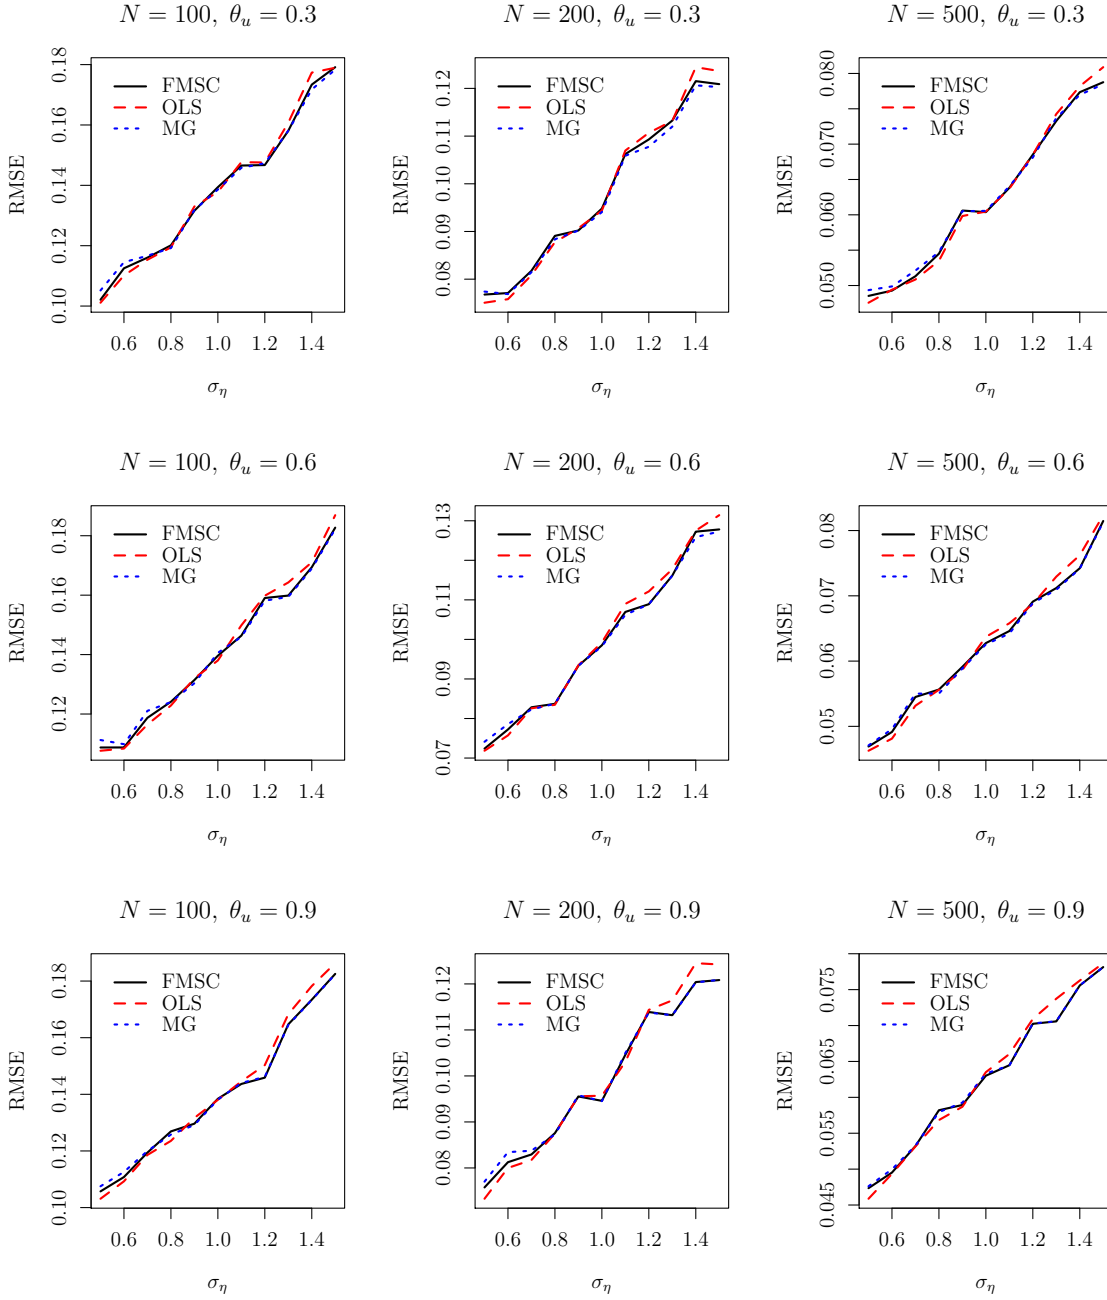 N = 100, θ_u = 0.3
RMSE
0.10 0.12 0.14 0.16 0.18
FMSC
OLS
MG
0.6 0.8 1.0 1.2 1.4
σ_η
N = 200, θ_u = 0.3
RMSE
0.08 0.09 0.10 0.11 0.12
0.6 0.8 1.0 1.2 1.4
σ_η
N = 500, θ_u = 0.3
RMSE
0.050 0.060 0.070 0.080
FMSC
OLS
MG
0.6 0.8 1.0 1.2 1.4
σ_η
N = 100, θ_u = 0.6
RMSE
0.12 0.14 0.16 0.18
FMSC
OLS
MG
0.6 0.8 1.0 1.2 1.4
σ_η
N = 200, θ_u = 0.6
RMSE
0.07 0.09 0.11 0.13
FMSC
OLS
MG
0.6 0.8 1.0 1.2 1.4
σ_η
N = 500, θ_u = 0.6
RMSE
0.05 0.06 0.07 0.08
FMSC
OLS
MG
0.6 0.8 1.0 1.2 1.4
σ_η
N = 100, θ_u = 0.9
RMSE
0.10 0.12 0.14 0.16 0.18
FMSC
OLS
MG
0.6 0.8 1.0 1.2 1.4
σ_η
N = 200, θ_u = 0.9
RMSE
0.08 0.09 0.10 0.11 0.12
FMSC
OLS
MG
0.6 0.8 1.0 1.2 1.4
σ_η
N = 500, θ_u = 0.9
RMSE
0.045 0.055 0.065 0.075
FMSC
OLS
MG
0.6 0.8 1.0 1.2 1.4
σ_η